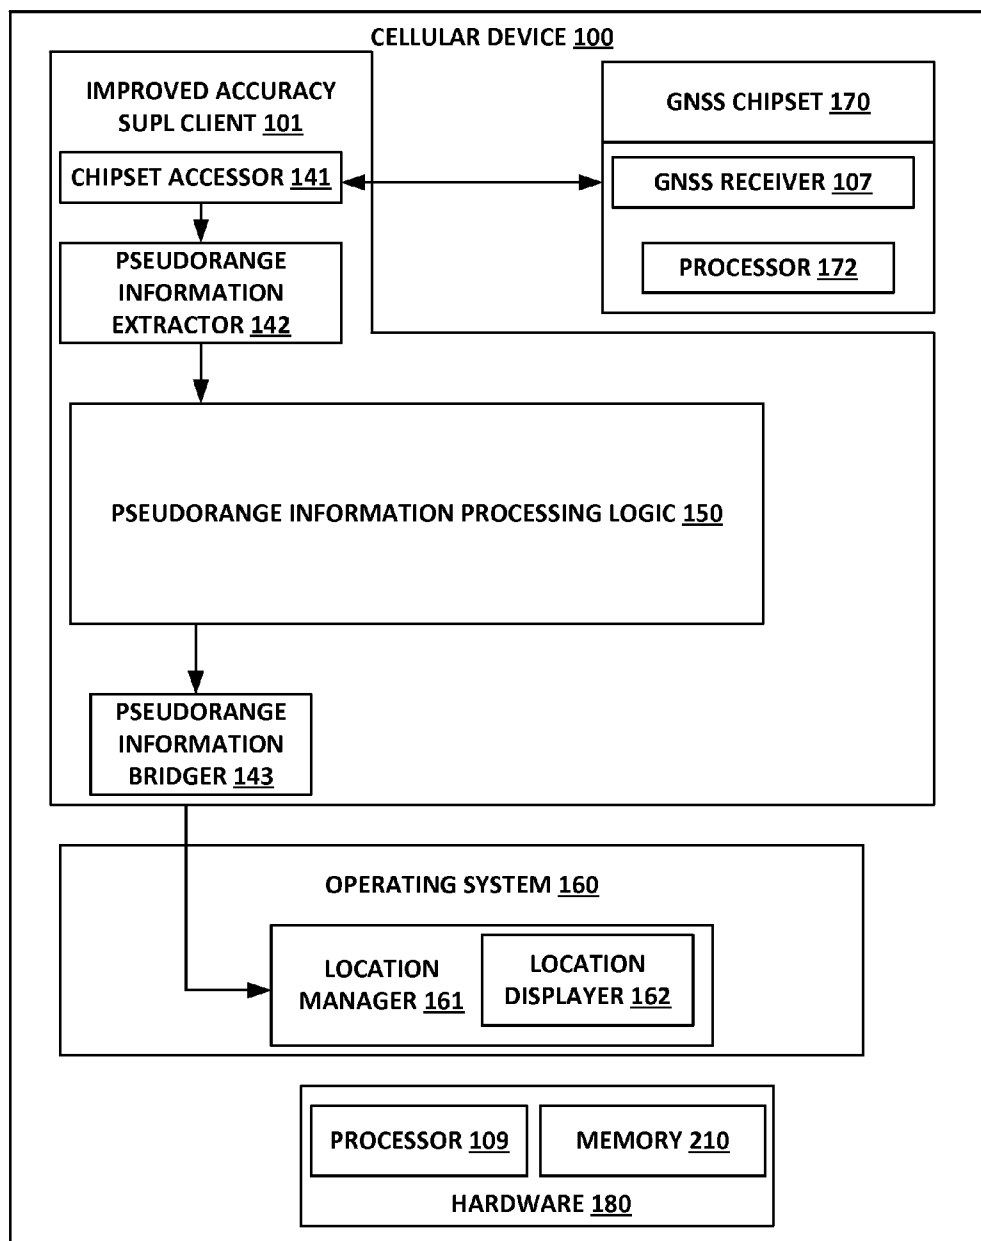 CELLULAR DEVICE 100
IMPROVED ACCURACY
SUPL CLIENT 101
CHIPSET ACCESSOR 141
PSEUDORANGE
INFORMATION
EXTRACTOR 142
GNSS CHIPSET 170
GNSS RECEIVER 107
PROCESSOR 172
PSEUDORANGE INFORMATION PROCESSING LOGIC 150
PSEUDORANGE
INFORMATION
BRIDGER 143
OPERATING SYSTEM 160
LOCATION
MANAGER 161
LOCATION
DISPLAYER 162
PROCESSOR 109
MEMORY 210
HARDWARE 180